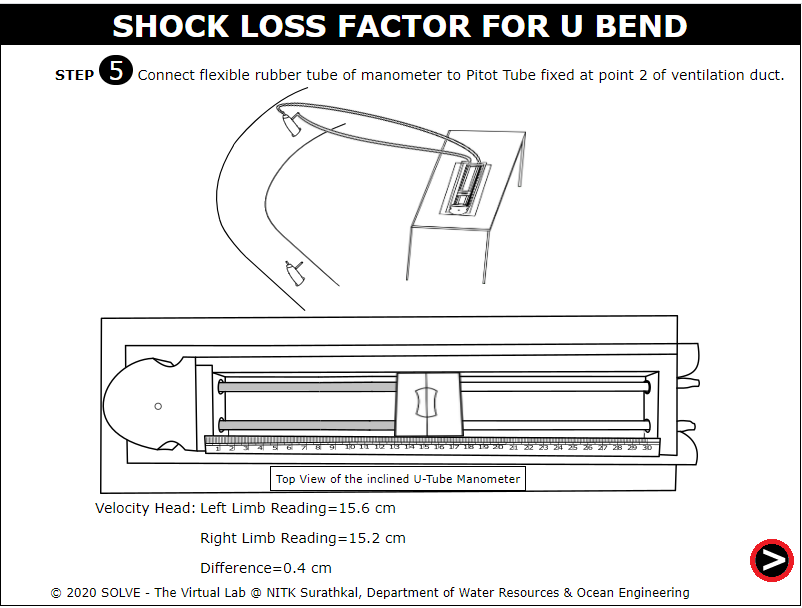 SHOCK LOSS FACTOR FOR U BEND
STEP 5 Connect flexible rubber tube of manometer to Pitot Tube fixed at point 2 of ventilation duct.
1 2 3 4 5 6 7 8 9 10 11 12 13 14 15 16 17 18 19 20 21 22 23 24 25 26 27 28 29 30
Top View of the inclined U-Tube Manometer
Velocity Head: Left Limb Reading=15.6 cm
Right Limb Reading=15.2 cm
Difference=0.4 cm
© 2020 SOLVE - The Virtual Lab @ NITK Surathkal, Department of Water Resources & Ocean Engineering